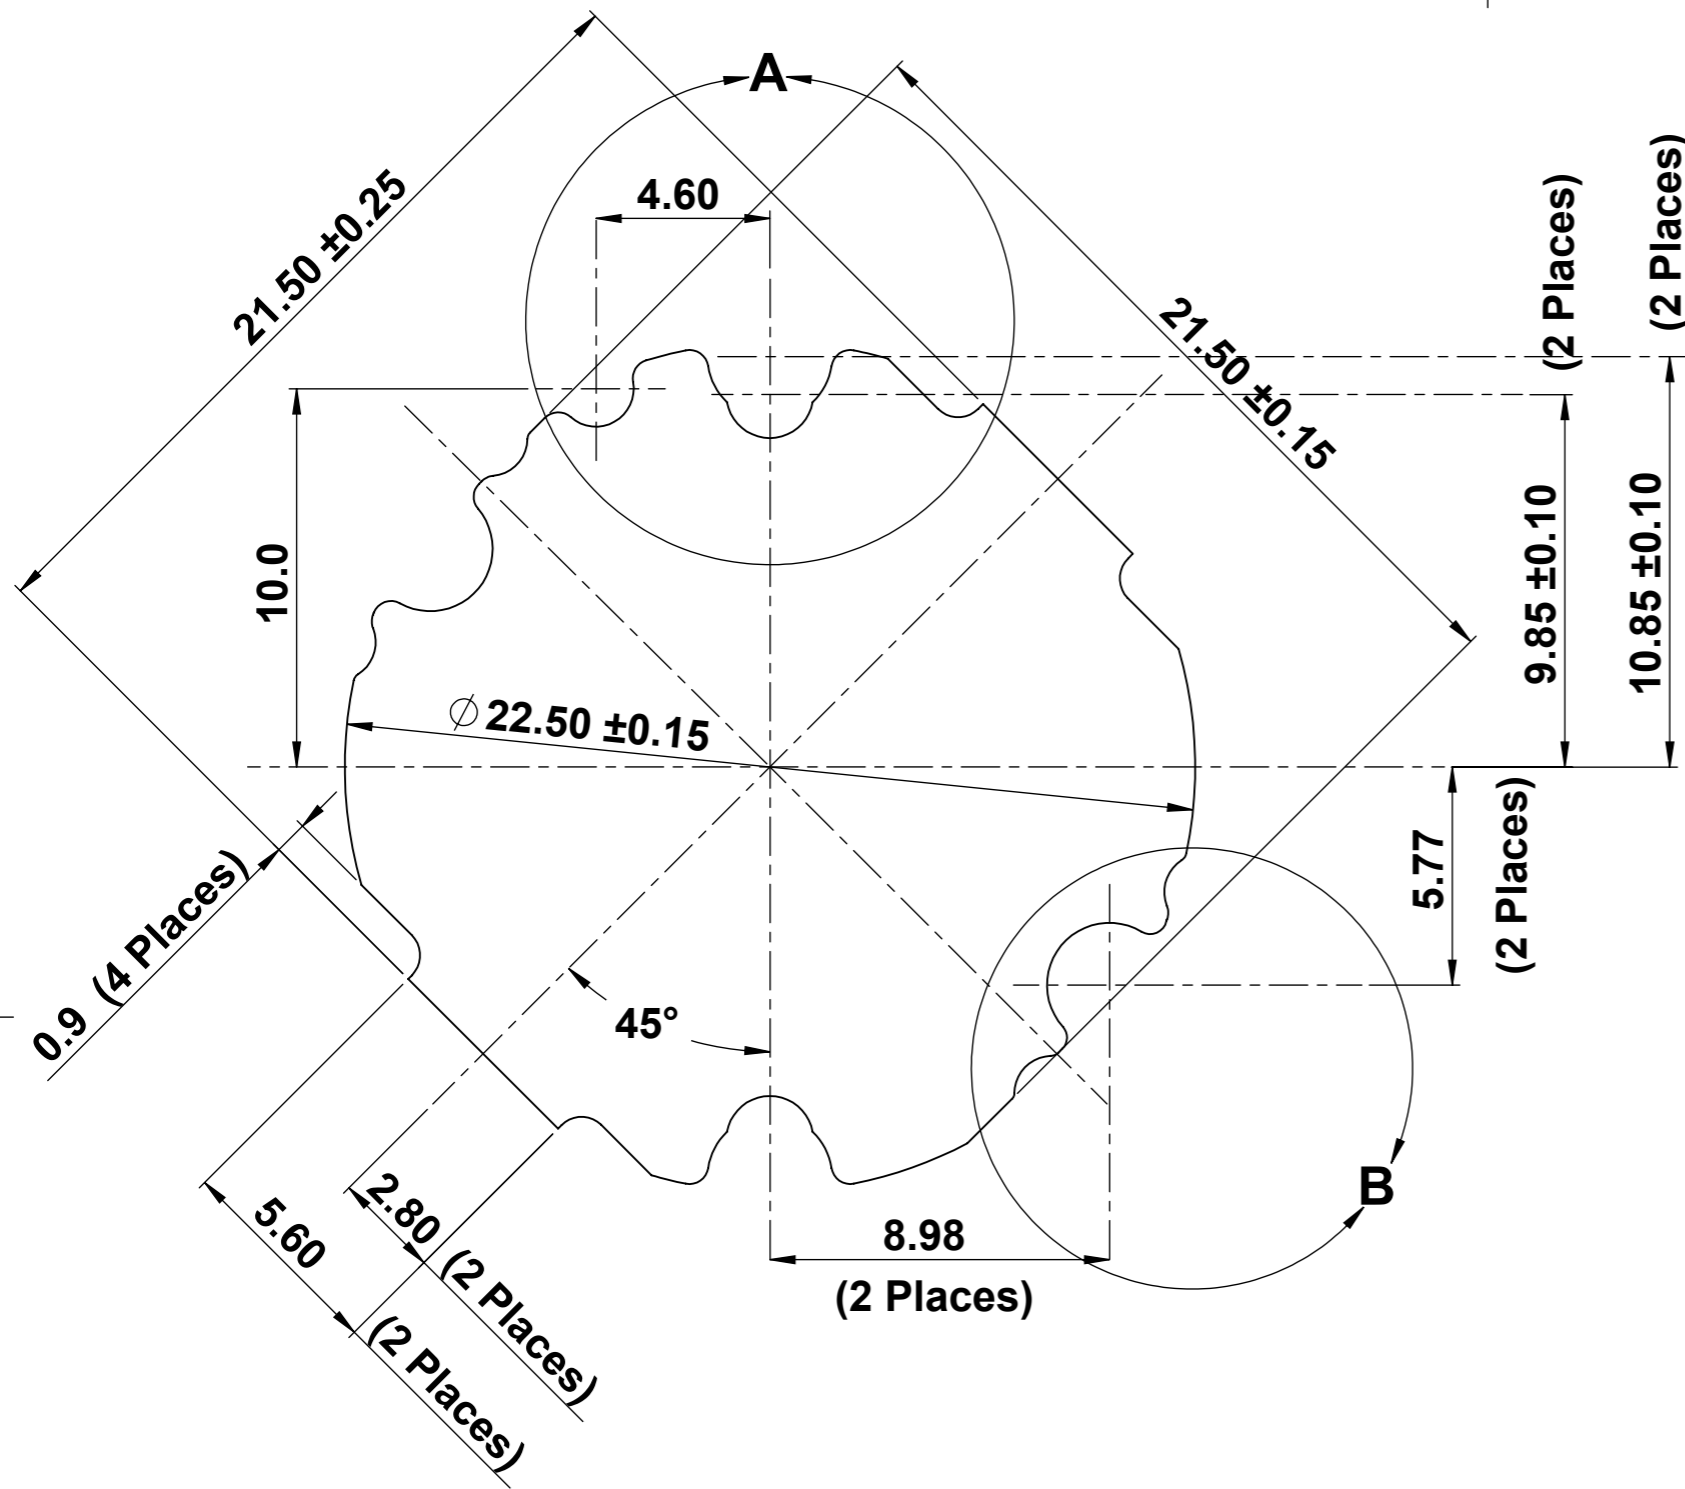 A
4.60
21.50 ±0.25
21.50 ±0.15
(2 Places)
(2 Places)
9.85 ±0.10
10.85 ±0.10
10.0
∅ 22.50 ±0.15
5.77
(2 Places)
0.9 (4 Places)
45°
B
2.80 (2 Places)
5.60
(2 Places)
8.98
(2 Places)